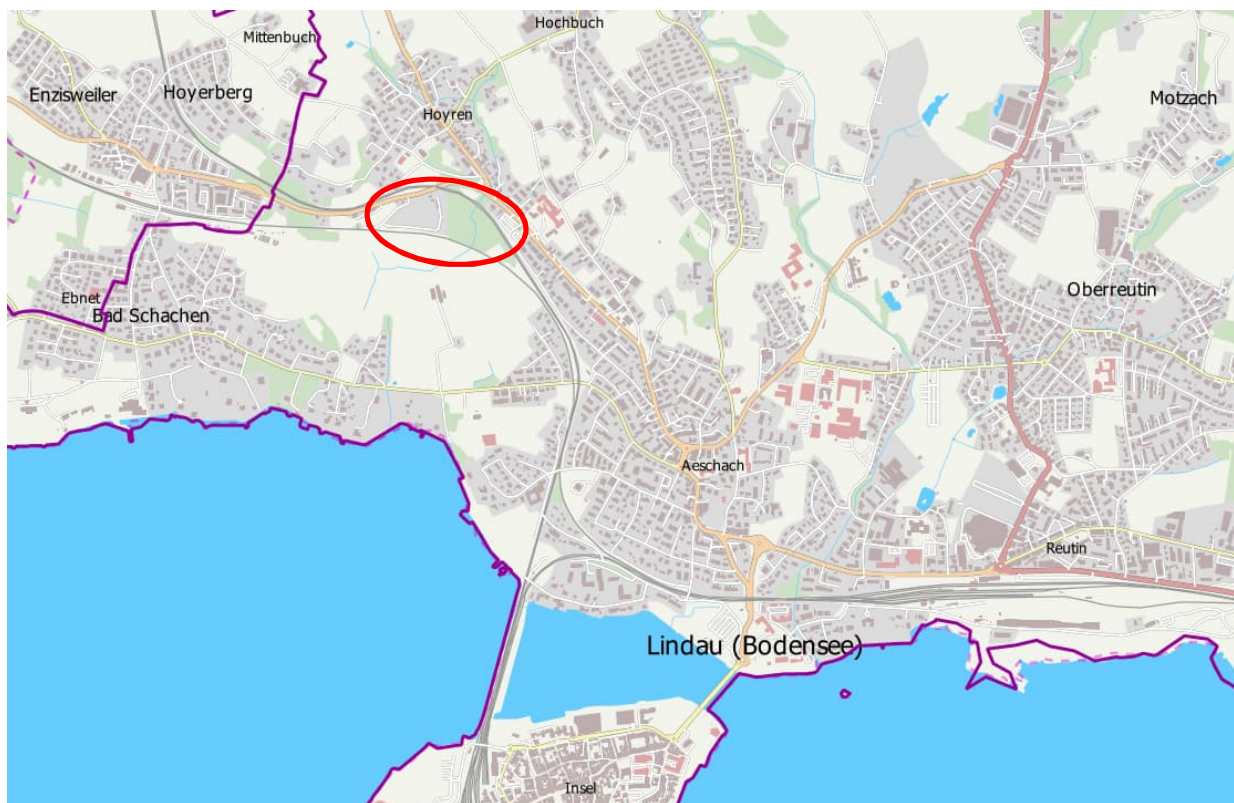 Hochbuch
Mittenbuch
Enzisweiler
Hoyerberg
Motzach
Hoyren
Oberreutin
Ebnet
Bad Schachen
Aeschach
Reutin
Lindau (Bodensee)
Insel